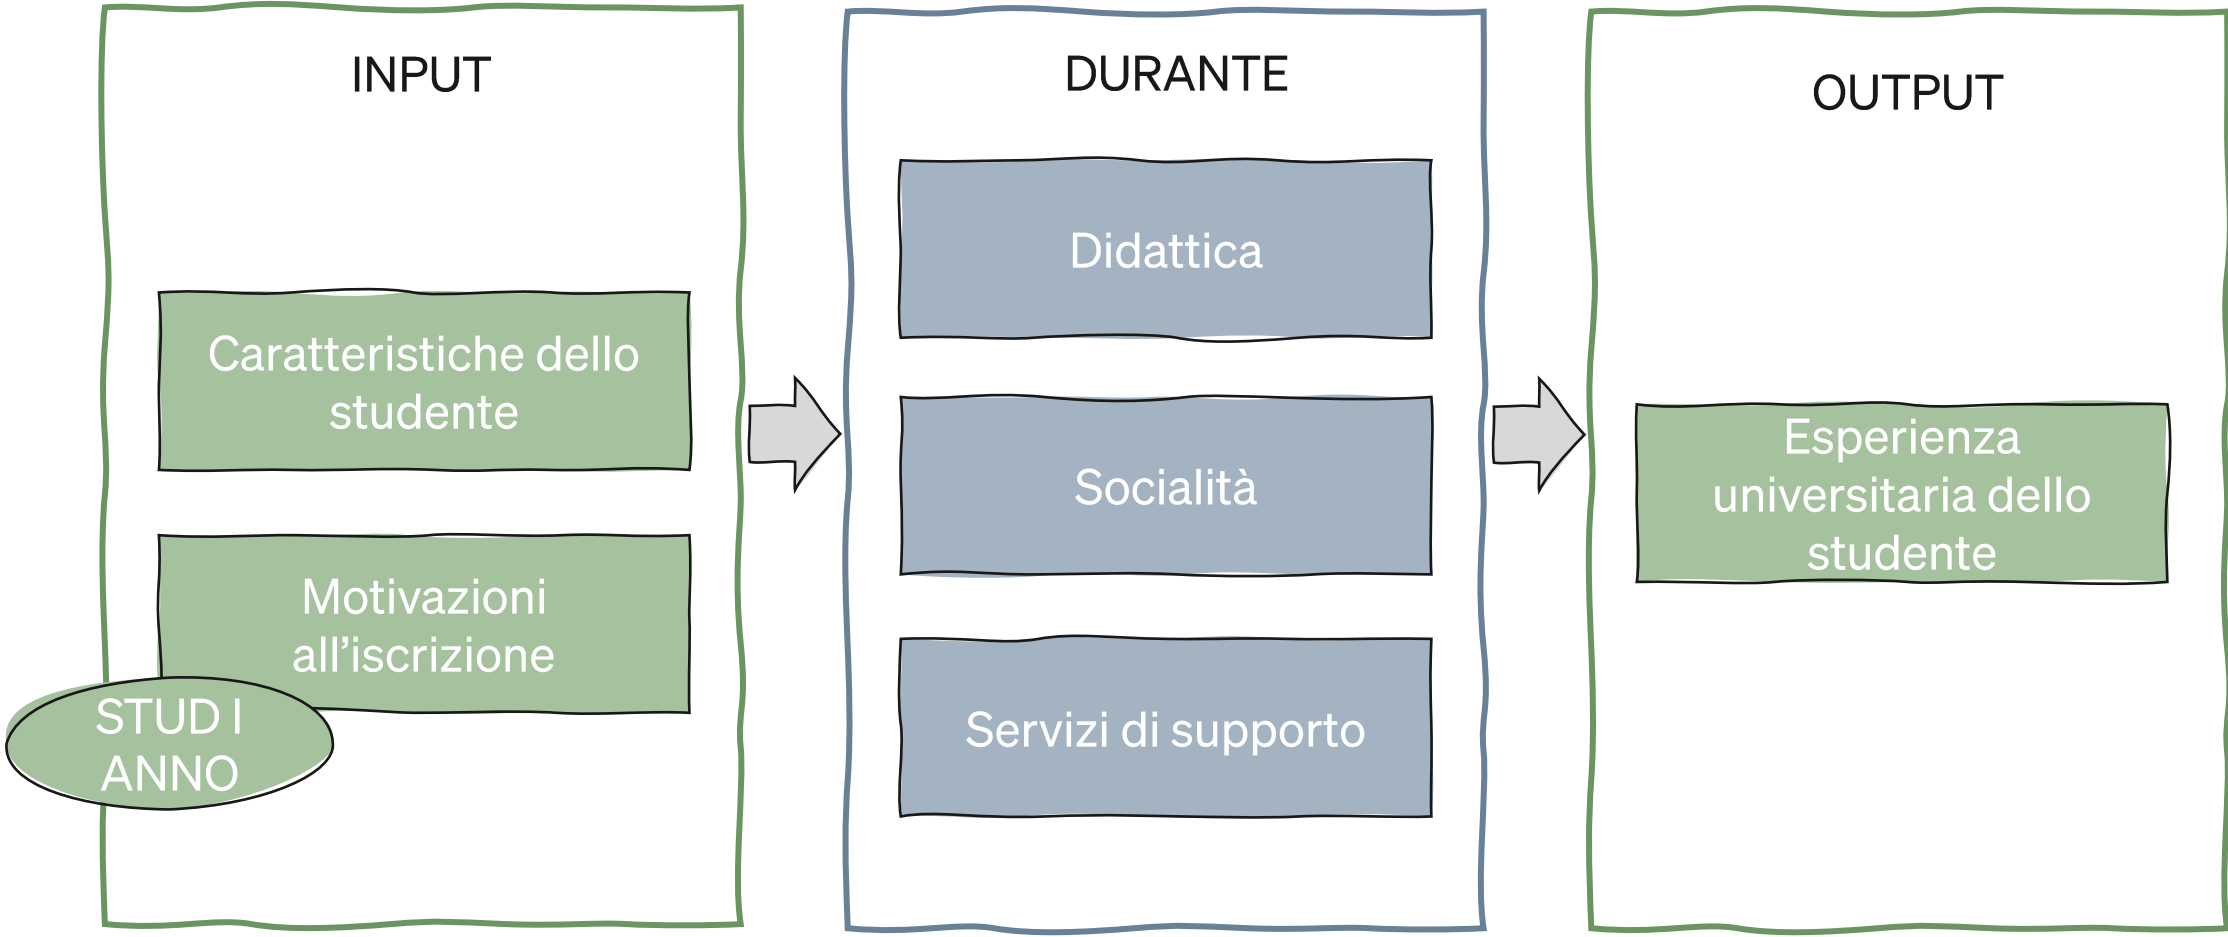 INPUT
Caratteristiche dello
studente
Motivazioni
all’iscrizione
STUD I
ANNO
DURANTE
Didattica
Socialità
Servizi di supporto
OUTPUT
Esperienza
universitaria dello
studente